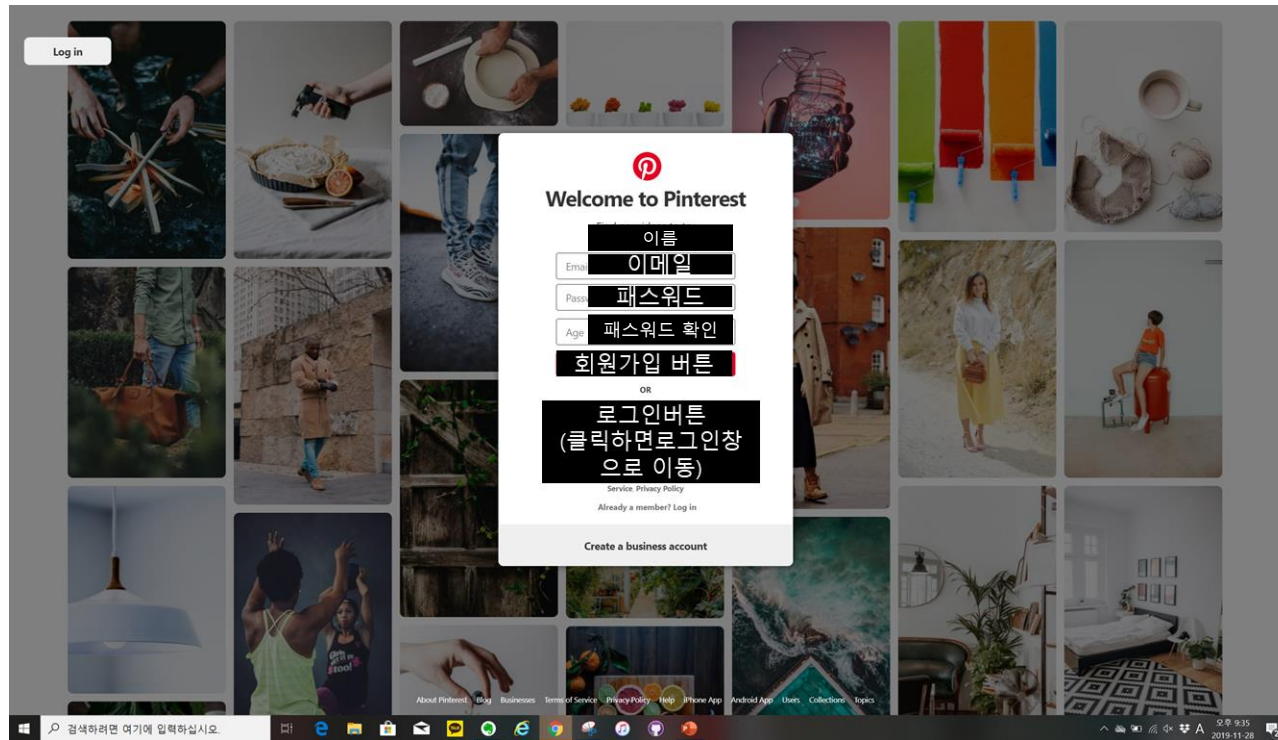 Log in
Welcome to Pinterest
이름
Emai 이메일
Passw 패스워드
Age 패스워드 확인
회원가입 버튼
OR
로그인버튼
(클릭하면로그인창
으로 이동)
Service Privacy Policy
Already a member? Log in
Create a business account
About Pinterest Blog Businesses Terms of Service Privacy Policy Help iPhone App Android App Users Collections Topics
검색하려면 여기에 입력하십시오.
A
오후 9:35
2019-11-28